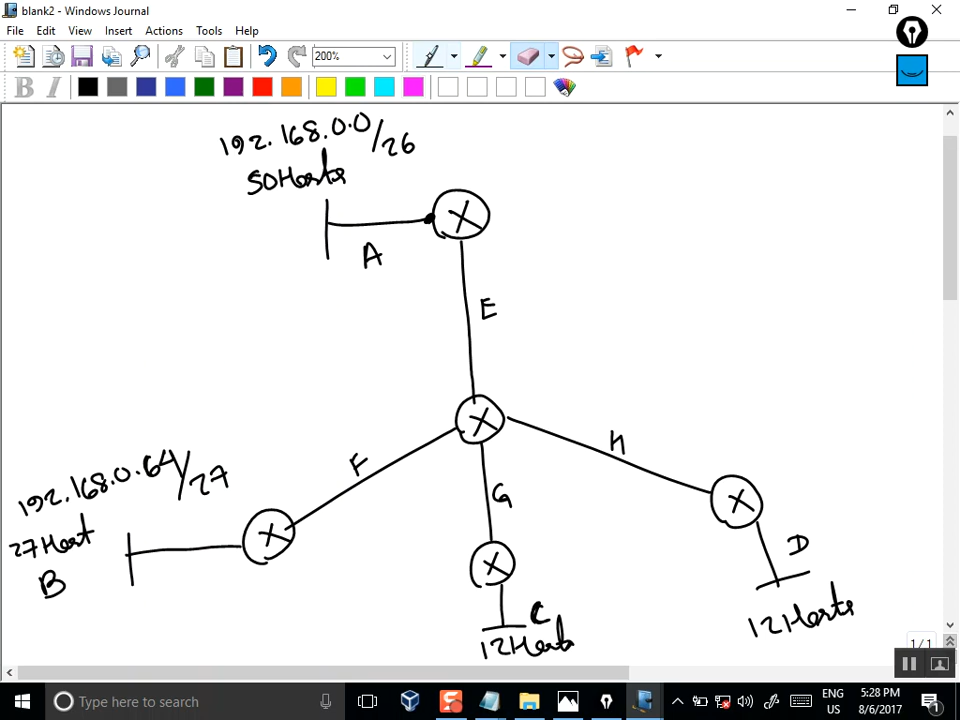 blank2 - Windows Journal
File Edit View Insert Actions Tools Help
200%
B I
192.168.0.0/26
50Hosts
A
E
192.168.0.64/27
F
H
27Host
G
B
D
C
12Hosts
12Hosts
1/1
Type here to search
ENG
US
5:28 PM
8/6/2017
1